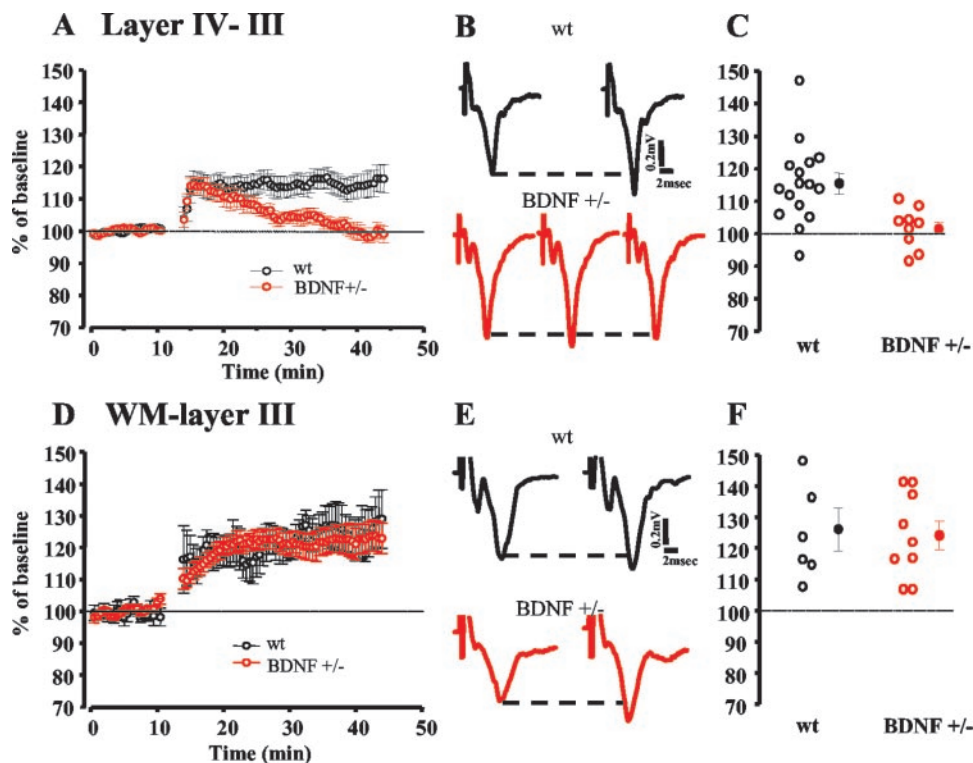 A Layer IV- III
% of baseline
150
140
130
120
110
100
90
80
70
wt
BDNF+/-
0 10 20 30 40 50
Time (min)
B
wt
0.2mV
2msec
BDNF +/-
C
150
140
130
120
110
100
90
80
70
wt BDNF +/-
D WM-layer III
% of baseline
150
140
130
120
110
100
90
80
70
wt
BDNF +/-
0 10 20 30 40 50
Time (min)
E
wt
0.2mV
2msec
BDNF +/-
F
150
140
130
120
110
100
90
80
70
wt BDNF +/-